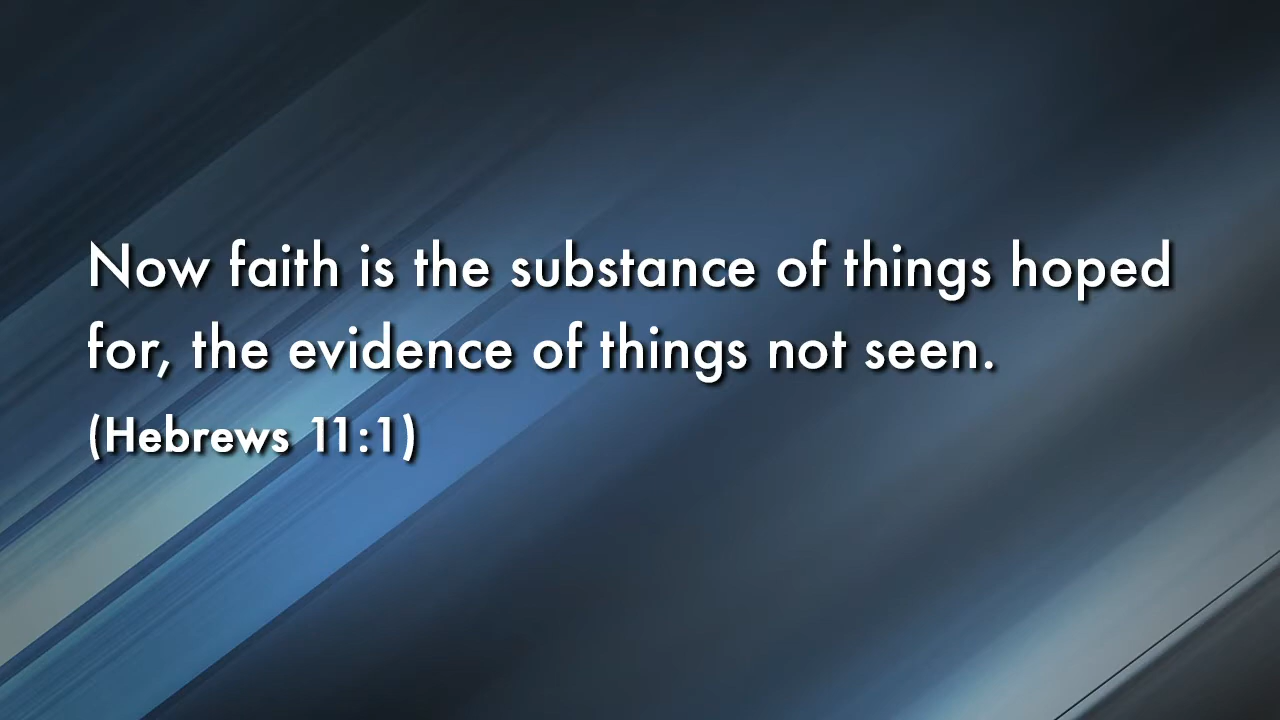 Now faith is the substance of things hoped
for, the evidence of things not seen.
(Hebrews 11:1)